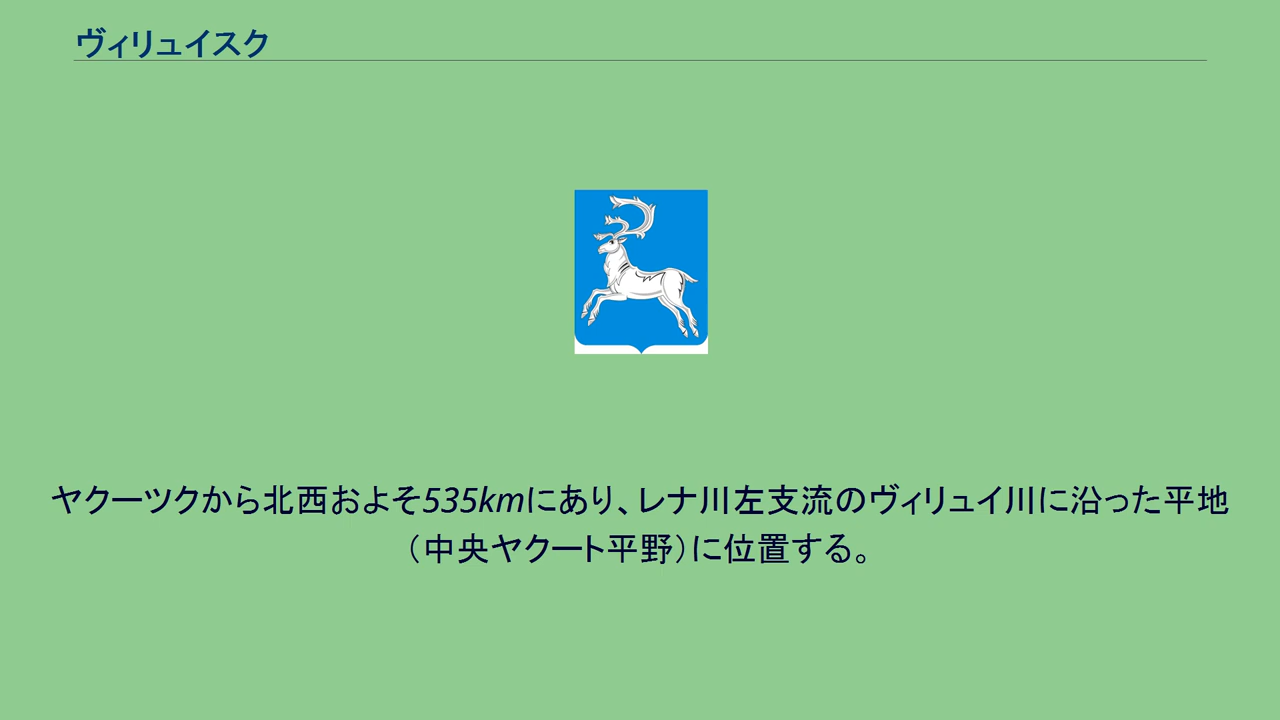 ヴィリュイスク
ヤクーツクから北西およそ535kmにあり、レナ川左支流のヴィリュイ川に沿った平地
（中央ヤクート平野）に位置する。